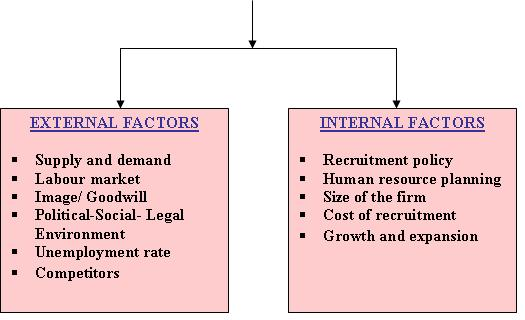 EXTERNAL FACTORS
Supply and demand
Labour market
Image/ Goodwill
Political-Social- Legal
Environment
Unemployment rate
Competitors
INTERNAL FACTORS
Recruitment policy
Human resource planning
Size of the firm
Cost of recruitment
Growth and expansion